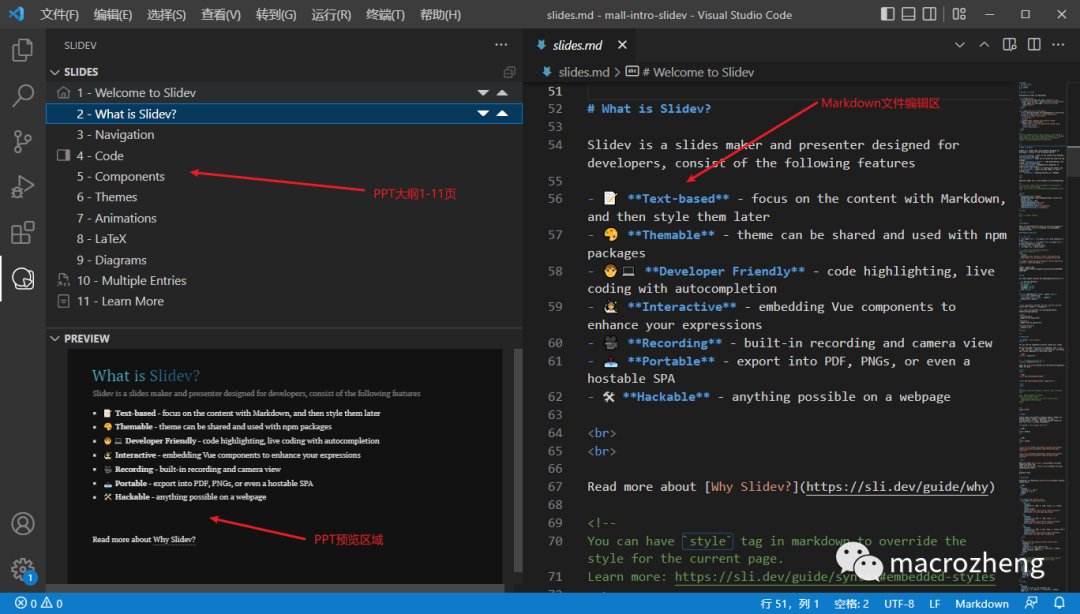 文件(F) 编辑(E) 选择(S) 查看(V) 转到(G) 运行(R) 终端(T) 帮助(H) slides.md - mall-intro-slidev - Visual Studio Code
SLIDEV
SLIDES
1 - Welcome to Slidev
2 - What is Slidev?
3 - Navigation
4 - Code
5 - Components
6 - Themes
7 - Animations
8 - LaTeX
9 - Diagrams
10 - Multiple Entries
11 - Learn More
PPT大纲1-11页
PREVIEW
What is Slidev?
Slidev is a slides maker and presenter designed for developers, consist of the following features
Text-based - focus on the content with Markdown, and then style them later
Themable - theme can be shared and used with npm packages
Developer Friendly - code highlighting, live coding with autocompletion
Interactive - embedding Vue components to enhance your expressions
Recording - built-in recording and camera view
Portable - export into PDF, PNGs, or even a hostable SPA
Hackable - anything possible on a webpage
Read more about Why Slidev?
PPT预览区域
slides.md
slides.md > # Welcome to Slidev
Markdown文件编辑区
51
52 # What is Slidev?
53
54 Slidev is a slides maker and presenter designed for
developers, consist of the following features
55
56 - 📝 **Text-based** - focus on the content with Markdown,
and then style them later
57 - 🎨 **Themable** - theme can be shared and used with npm
packages
58 - 🧑‍💻 **Developer Friendly** - code highlighting, live
coding with autocompletion
59 - 🤹 **Interactive** - embedding Vue components to
enhance your expressions
60 - 🎥 **Recording** - built-in recording and camera view
61 - 📤 **Portable** - export into PDF, PNGs, or even a
hostable SPA
62 - 🛠 **Hackable** - anything possible on a webpage
63
64 <br>
65 <br>
66
67 Read more about [Why Slidev?](https://sli.dev/guide/why)
68
69 <!--
70 You can have `style` tag in markdown to override the
style for the current page.
71 Learn more: https://sli.dev/guide/syn #embedded-styles
macrozheng
1
0 0 行 51，列 1 空格: 2 UTF-8 LF Markdown